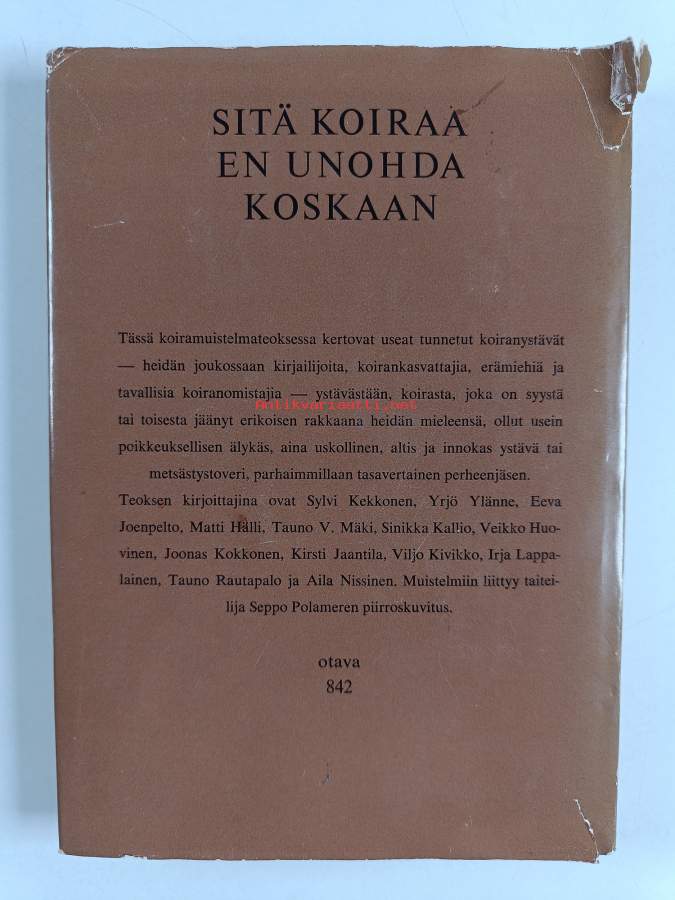 SITÄ KOIRAA
EN UNOHDA
KOSKAAN
Tässä koiramuistelmateoksessa kertovat useat tunnetut koiranystävät
— heidän joukossaan kirjailijoita, koirankasvattajia, erämiehiä ja
tavallisia koiranomistajia — ystävästään, koirasta, joka on syystä
Antikvariaatti.net
tai toisesta jäänyt erikoisen rakkaana heidän mieleensä, ollut usein
poikkeuksellisen älykäs, aina uskollinen, altis ja innokas ystävä tai
metsästystoveri, parhaimmillaan tasavertainen perheenjäsen.
Teoksen kirjoittajina ovat Sylvi Kekkonen, Yrjö Ylänne, Eeva
Joenpelto, Matti Hälli, Tauno V. Mäki, Sinikka Kallio, Veikko Huo-
vinen, Joonas Kokkonen, Kirsti Jaantila, Viljo Kivikko, Irja Lappa-
lainen, Tauno Rautapalo ja Aila Nissinen. Muistelmiin liittyy taitei-
lija Seppo Polameren piirroskuvitus.
otava
842